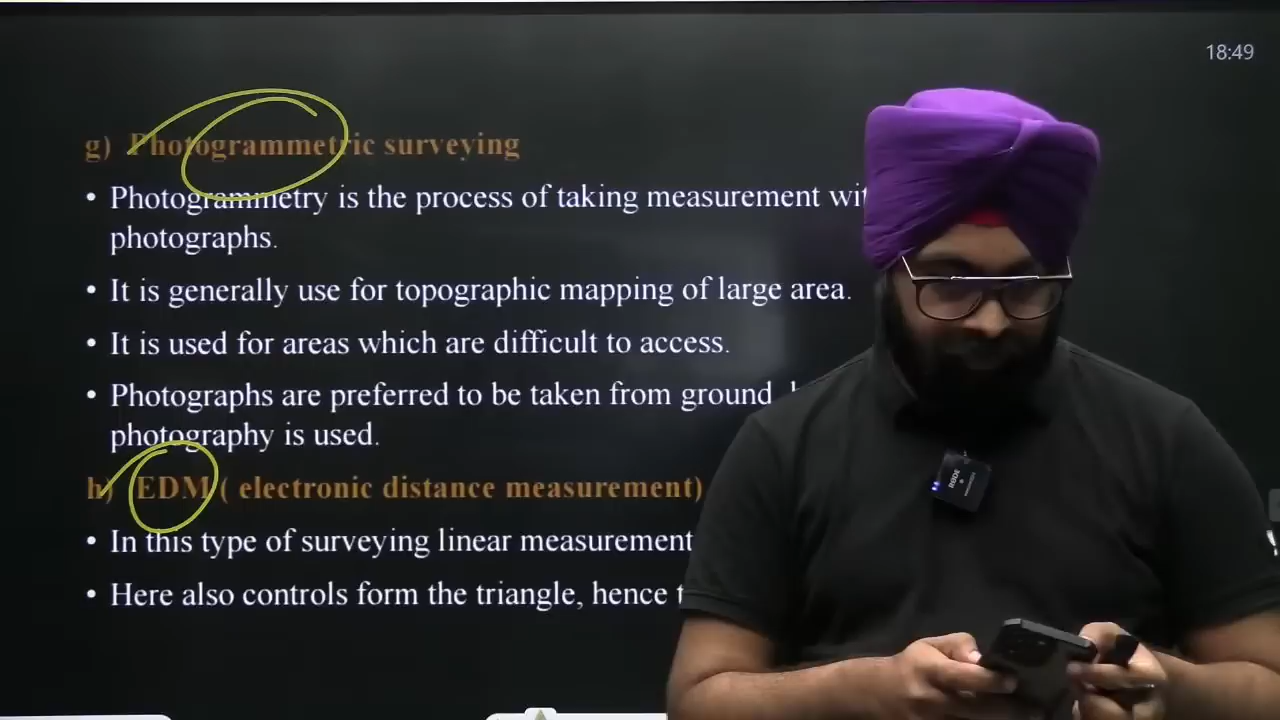 18:49
g) Photogrammetric surveying
• Photogrammetry is the process of taking measurement
photographs.
• It is generally use for topographic mapping of large area.
• It is used for areas which are difficult to access.
• Photographs are preferred to be taken from ground
photography is used.
h) EDM ( electronic distance measurement)
• In this type of surveying linear measurement
• Here also controls form the triangle, hence